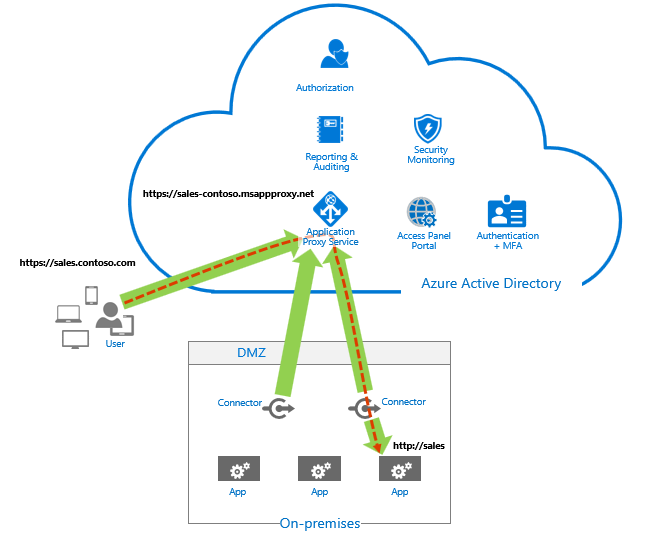 Authorization
Reporting &
Auditing
Security
Monitoring
https://sales-contoso.msappproxy.net
Application
Proxy Service
Access Panel
Portal
Authentication
+ MFA
https://sales.contoso.com
Azure Active Directory
User
DMZ
Connector
Connector
http://sales
App
App
App
On-premises